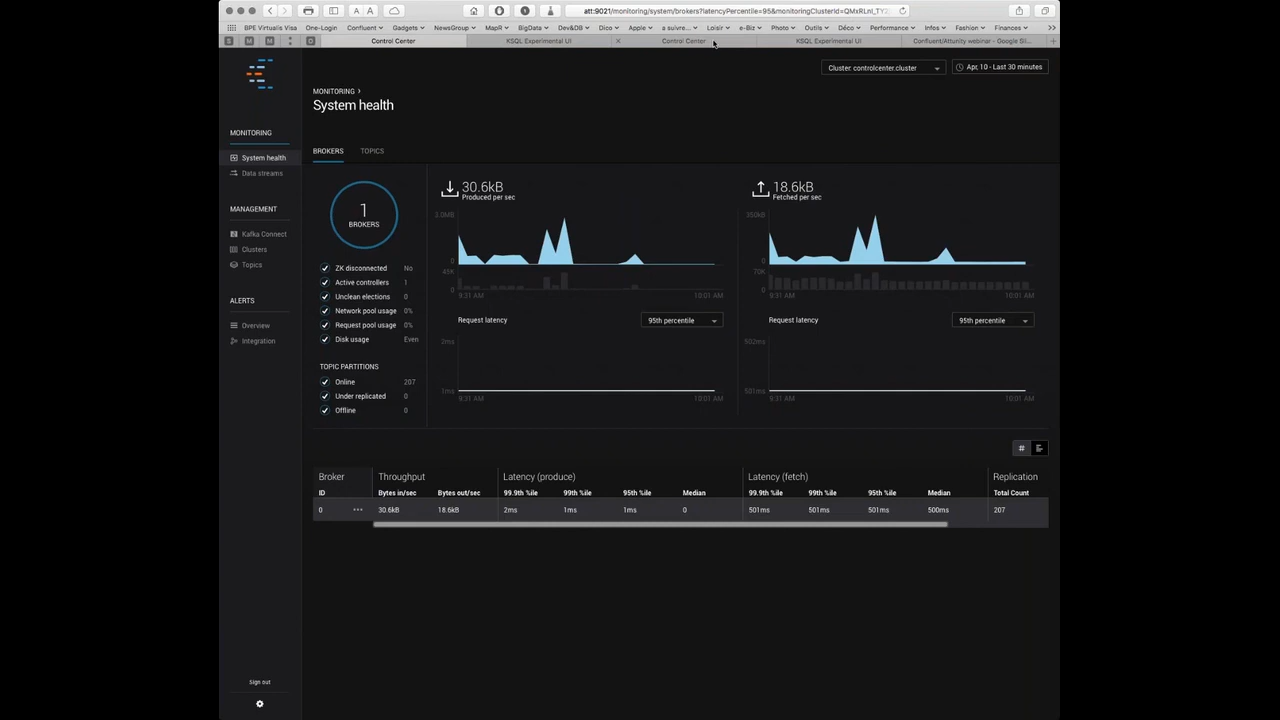 att:9021/monitoring/system/brokers?latencyPercentile=95&monitoringClusterId=QMxRLnl_TY2
BPE Virtualis Visa One-Login Confluent Gadgets NewsGroup MapR BigData Dev&DB Dico Apple a suivre... Loisir e-Biz Photo Outils Déco Performance Infos Fashion Finances
Control Center KSQL Experimental UI Control Center KSQL Experimental UI Confluent/Attunity webinar - Google Sli...
Cluster: controlcenter.cluster
Apr, 10 - Last 30 minutes
MONITORING
System health
BROKERS TOPICS
MONITORING
System health
Data streams
MANAGEMENT
Kafka Connect
Clusters
Topics
ALERTS
Overview
Integration
Sign out
1
BROKERS
ZK disconnected No
Active controllers 1
Unclean elections 0
Network pool usage 0%
Request pool usage 0%
Disk usage Even
TOPIC PARTITIONS
Online 207
Under replicated 0
Offline 0
30.6kB
Produced per sec
3.0MB
0
45K
0
9:31 AM 10:01 AM
Request latency 95th percentile
2ms
1ms
9:31 AM 10:01 AM
18.6kB
Fetched per sec
350kB
0
70K
0
9:31 AM 10:01 AM
Request latency 95th percentile
502ms
501ms
9:31 AM 10:01 AM
#
Broker Throughput Latency (produce) Latency (fetch) Replication
ID Bytes in/sec Bytes out/sec 99.9th %ile 99th %ile 95th %ile Median 99.9th %ile 99th %ile 95th %ile Median Total Count
0 ••• 30.6kB 18.6kB 2ms 1ms 1ms 0 501ms 501ms 501ms 500ms 207